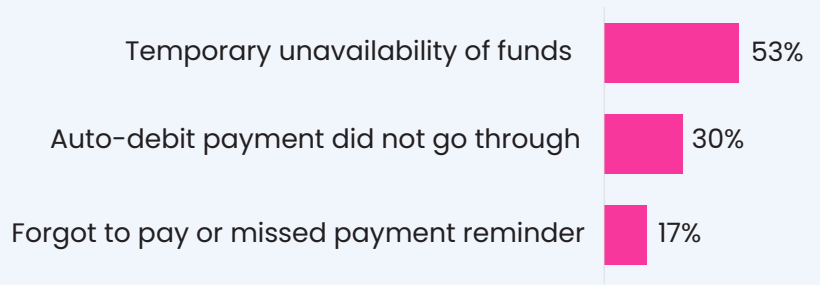 Temporary unavailability of funds 53%
Auto-debit payment did not go through 30%
Forgot to pay or missed payment reminder 17%